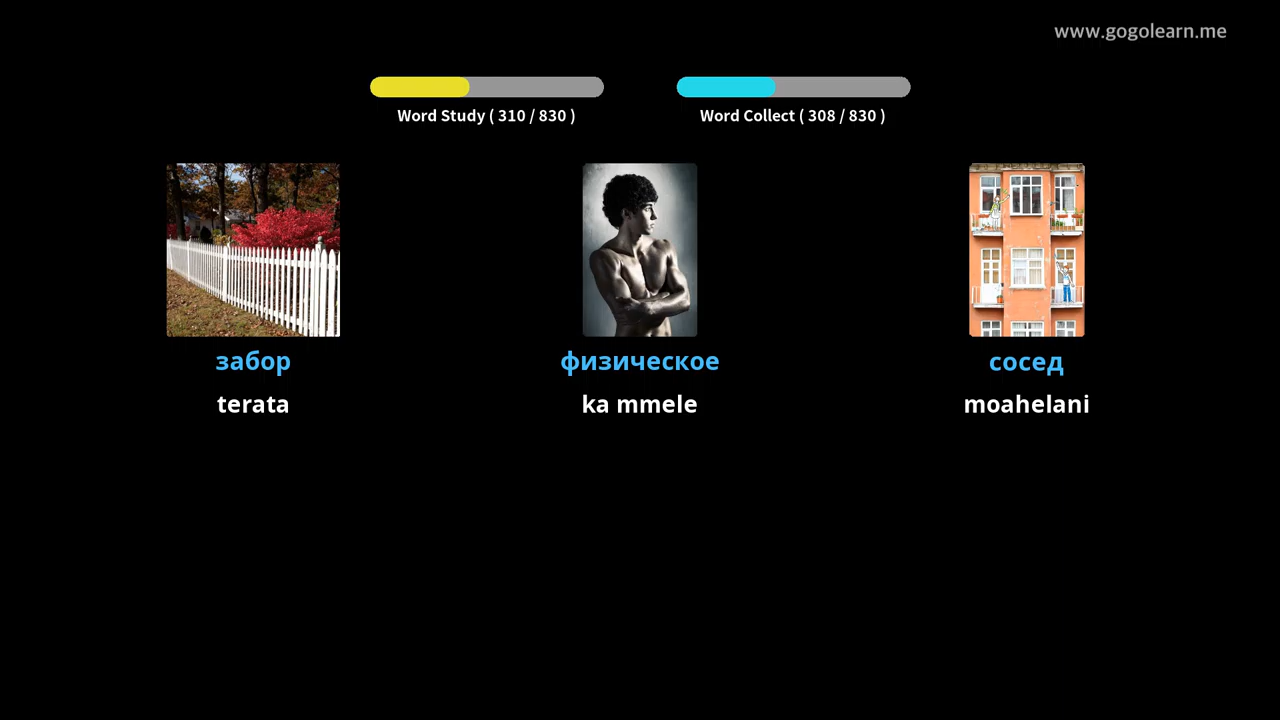 www.gogolearn.me
Word Study ( 310 / 830 )
Word Collect ( 308 / 830 )
забор
физическое
сосед
terata
ka mmele
moahelani